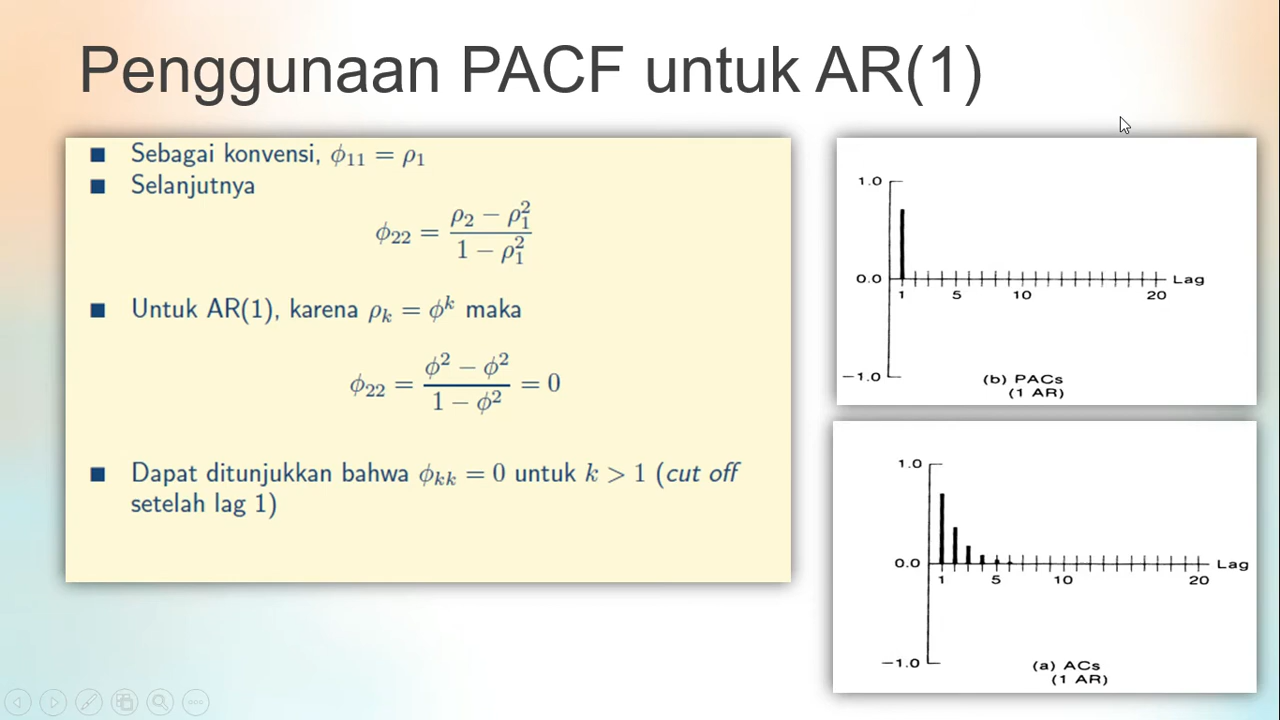 Penggunaan PACF untuk AR(1)
■ Sebagai konvensi, ϕ₁₁ = ρ₁
■ Selanjutnya
ϕ₂₂ = (ρ₂ − ρ₁²) / (1 − ρ₁²)
■ Untuk AR(1), karena ρₖ = ϕᵏ maka
ϕ₂₂ = (ϕ² − ϕ²) / (1 − ϕ²) = 0
■ Dapat ditunjukkan bahwa ϕₖₖ = 0 untuk k > 1 (cut off
setelah lag 1)
1.0
0.0
Lag
1 5 10 20
−1.0
(b) PACs
(1 AR)
1.0
0.0
Lag
1 5 10 20
−1.0
(a) ACs
(1 AR)